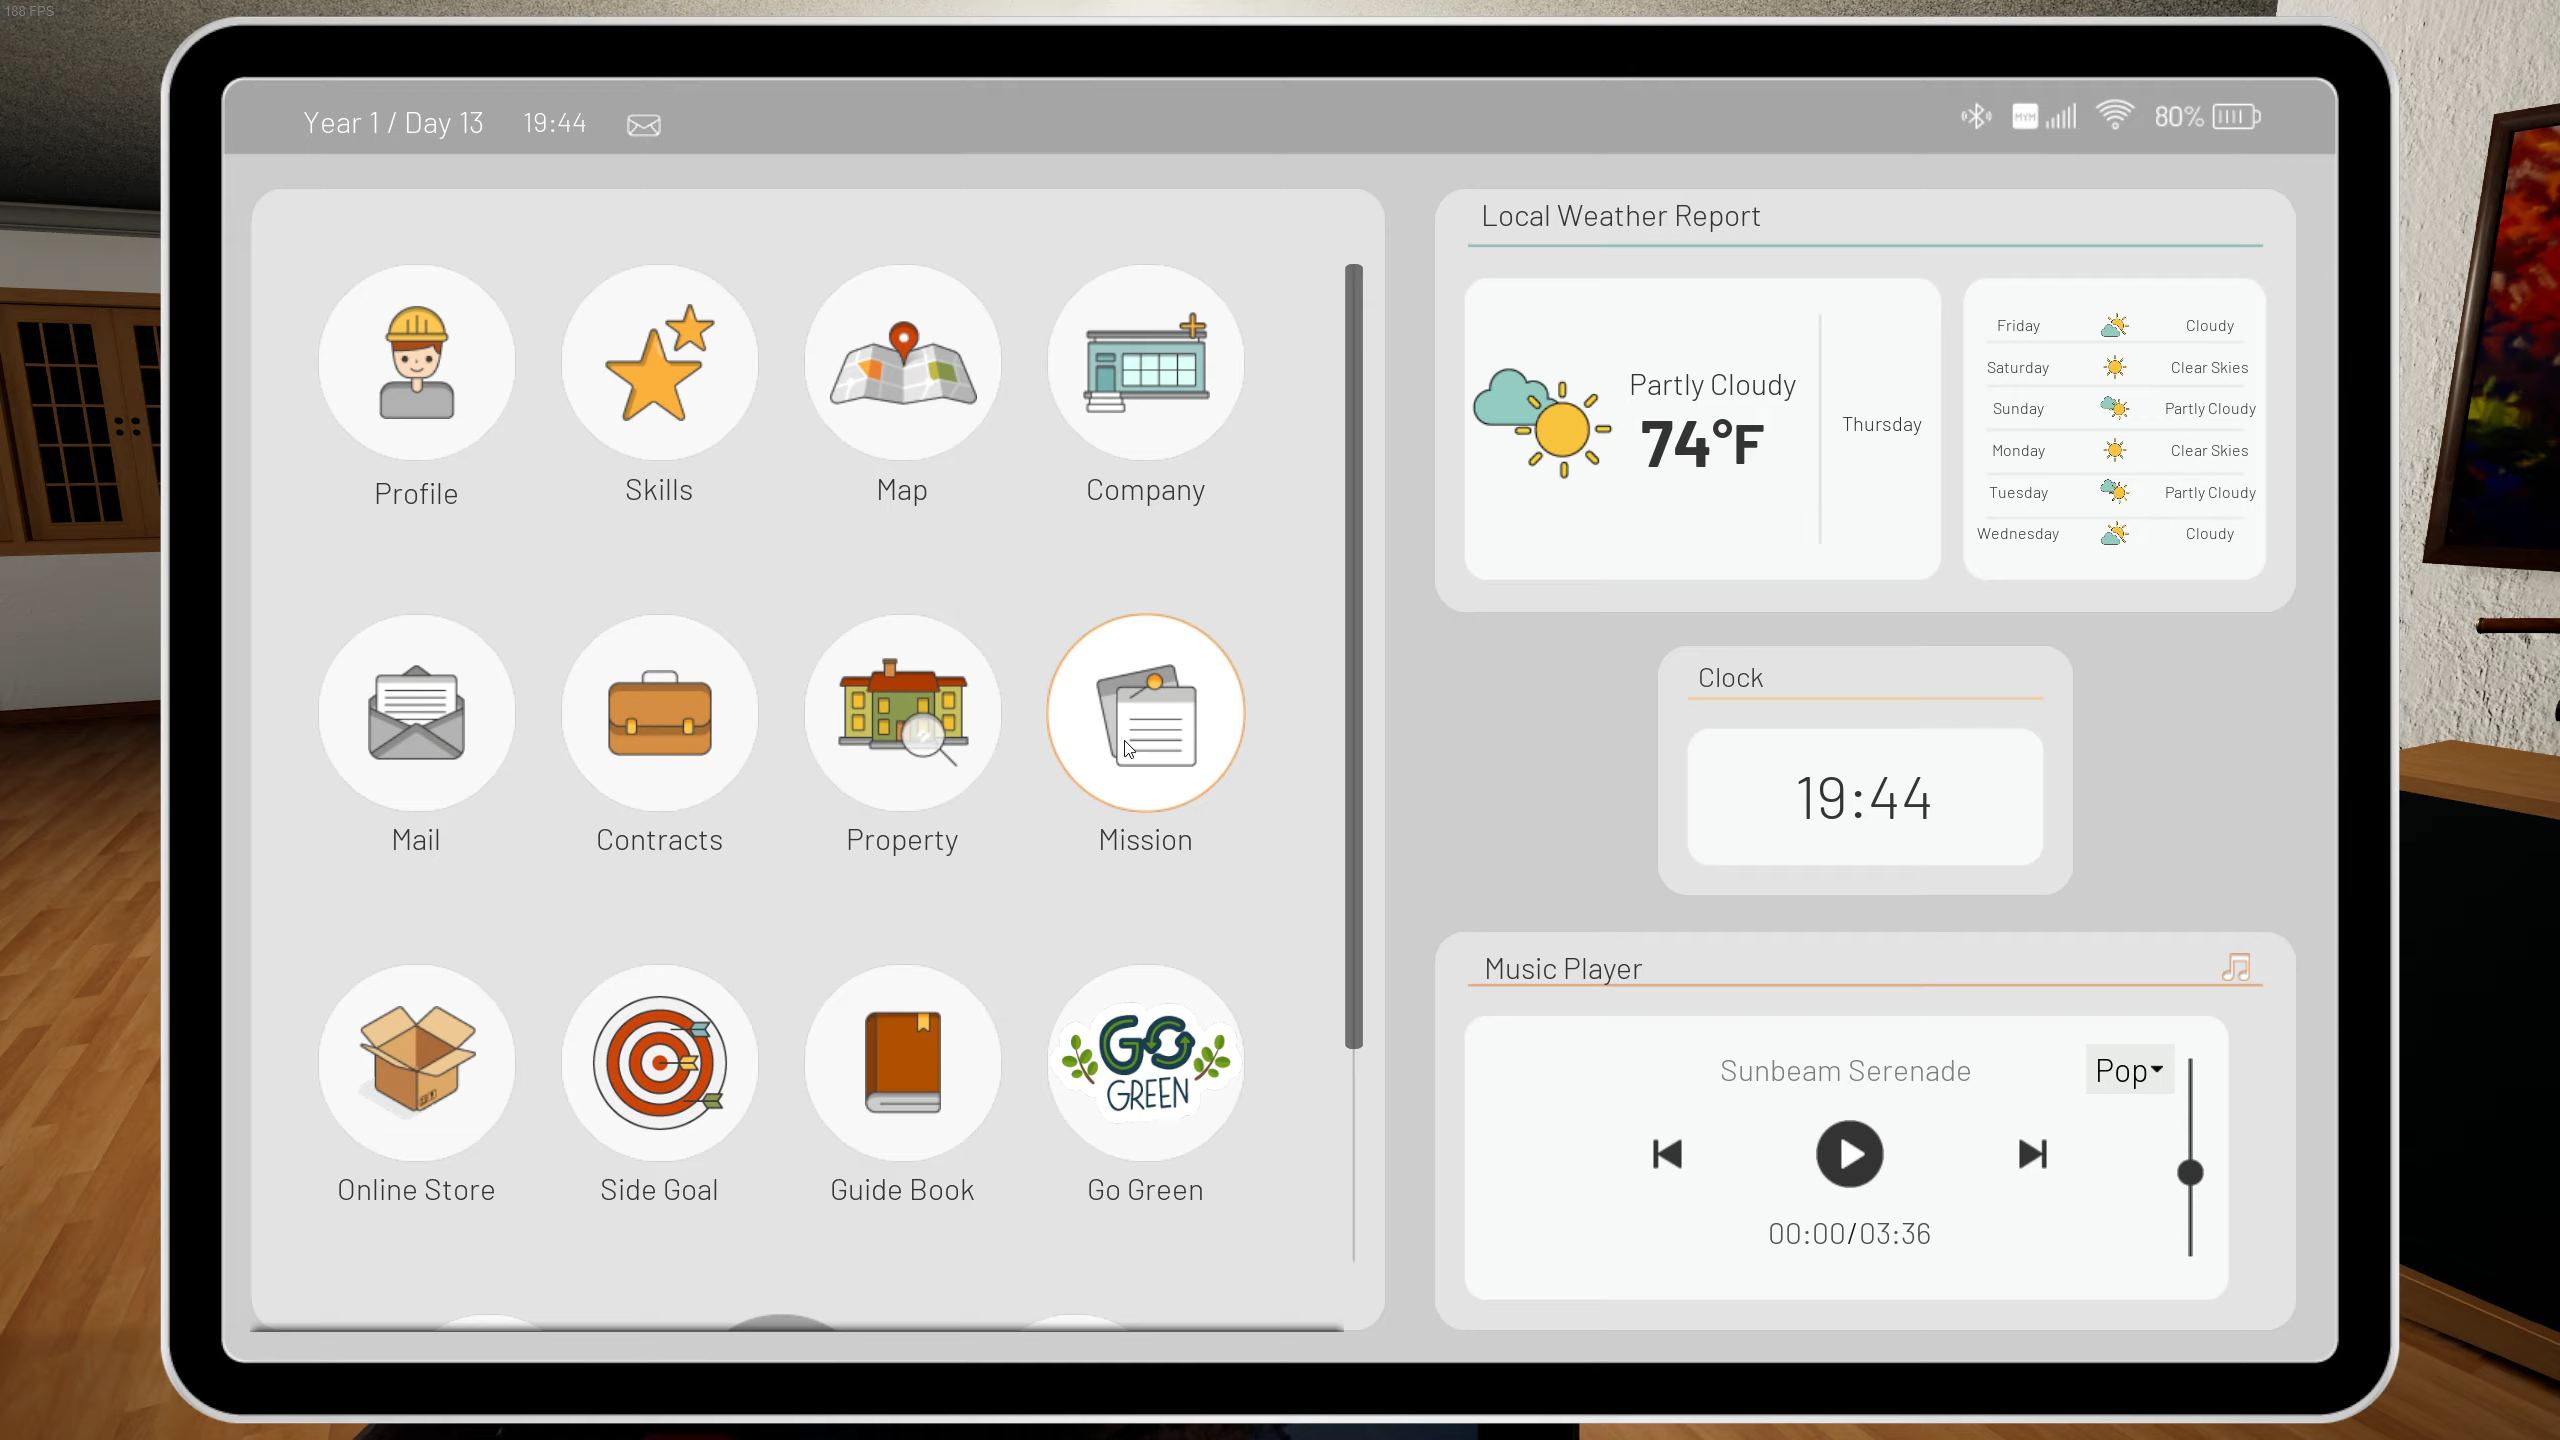 188 FPS
Year 1 / Day 13 19:44
MYM
80%
Profile
Skills
Map
Company
Mail
Contracts
Property
Mission
GO
GREEN
Online Store
Side Goal
Guide Book
Go Green
Local Weather Report
Partly Cloudy
74°F
Thursday
Friday Cloudy
Saturday Clear Skies
Sunday Partly Cloudy
Monday Clear Skies
Tuesday Partly Cloudy
Wednesday Cloudy
Clock
19:44
Music Player
Sunbeam Serenade
Pop
00:00/03:36